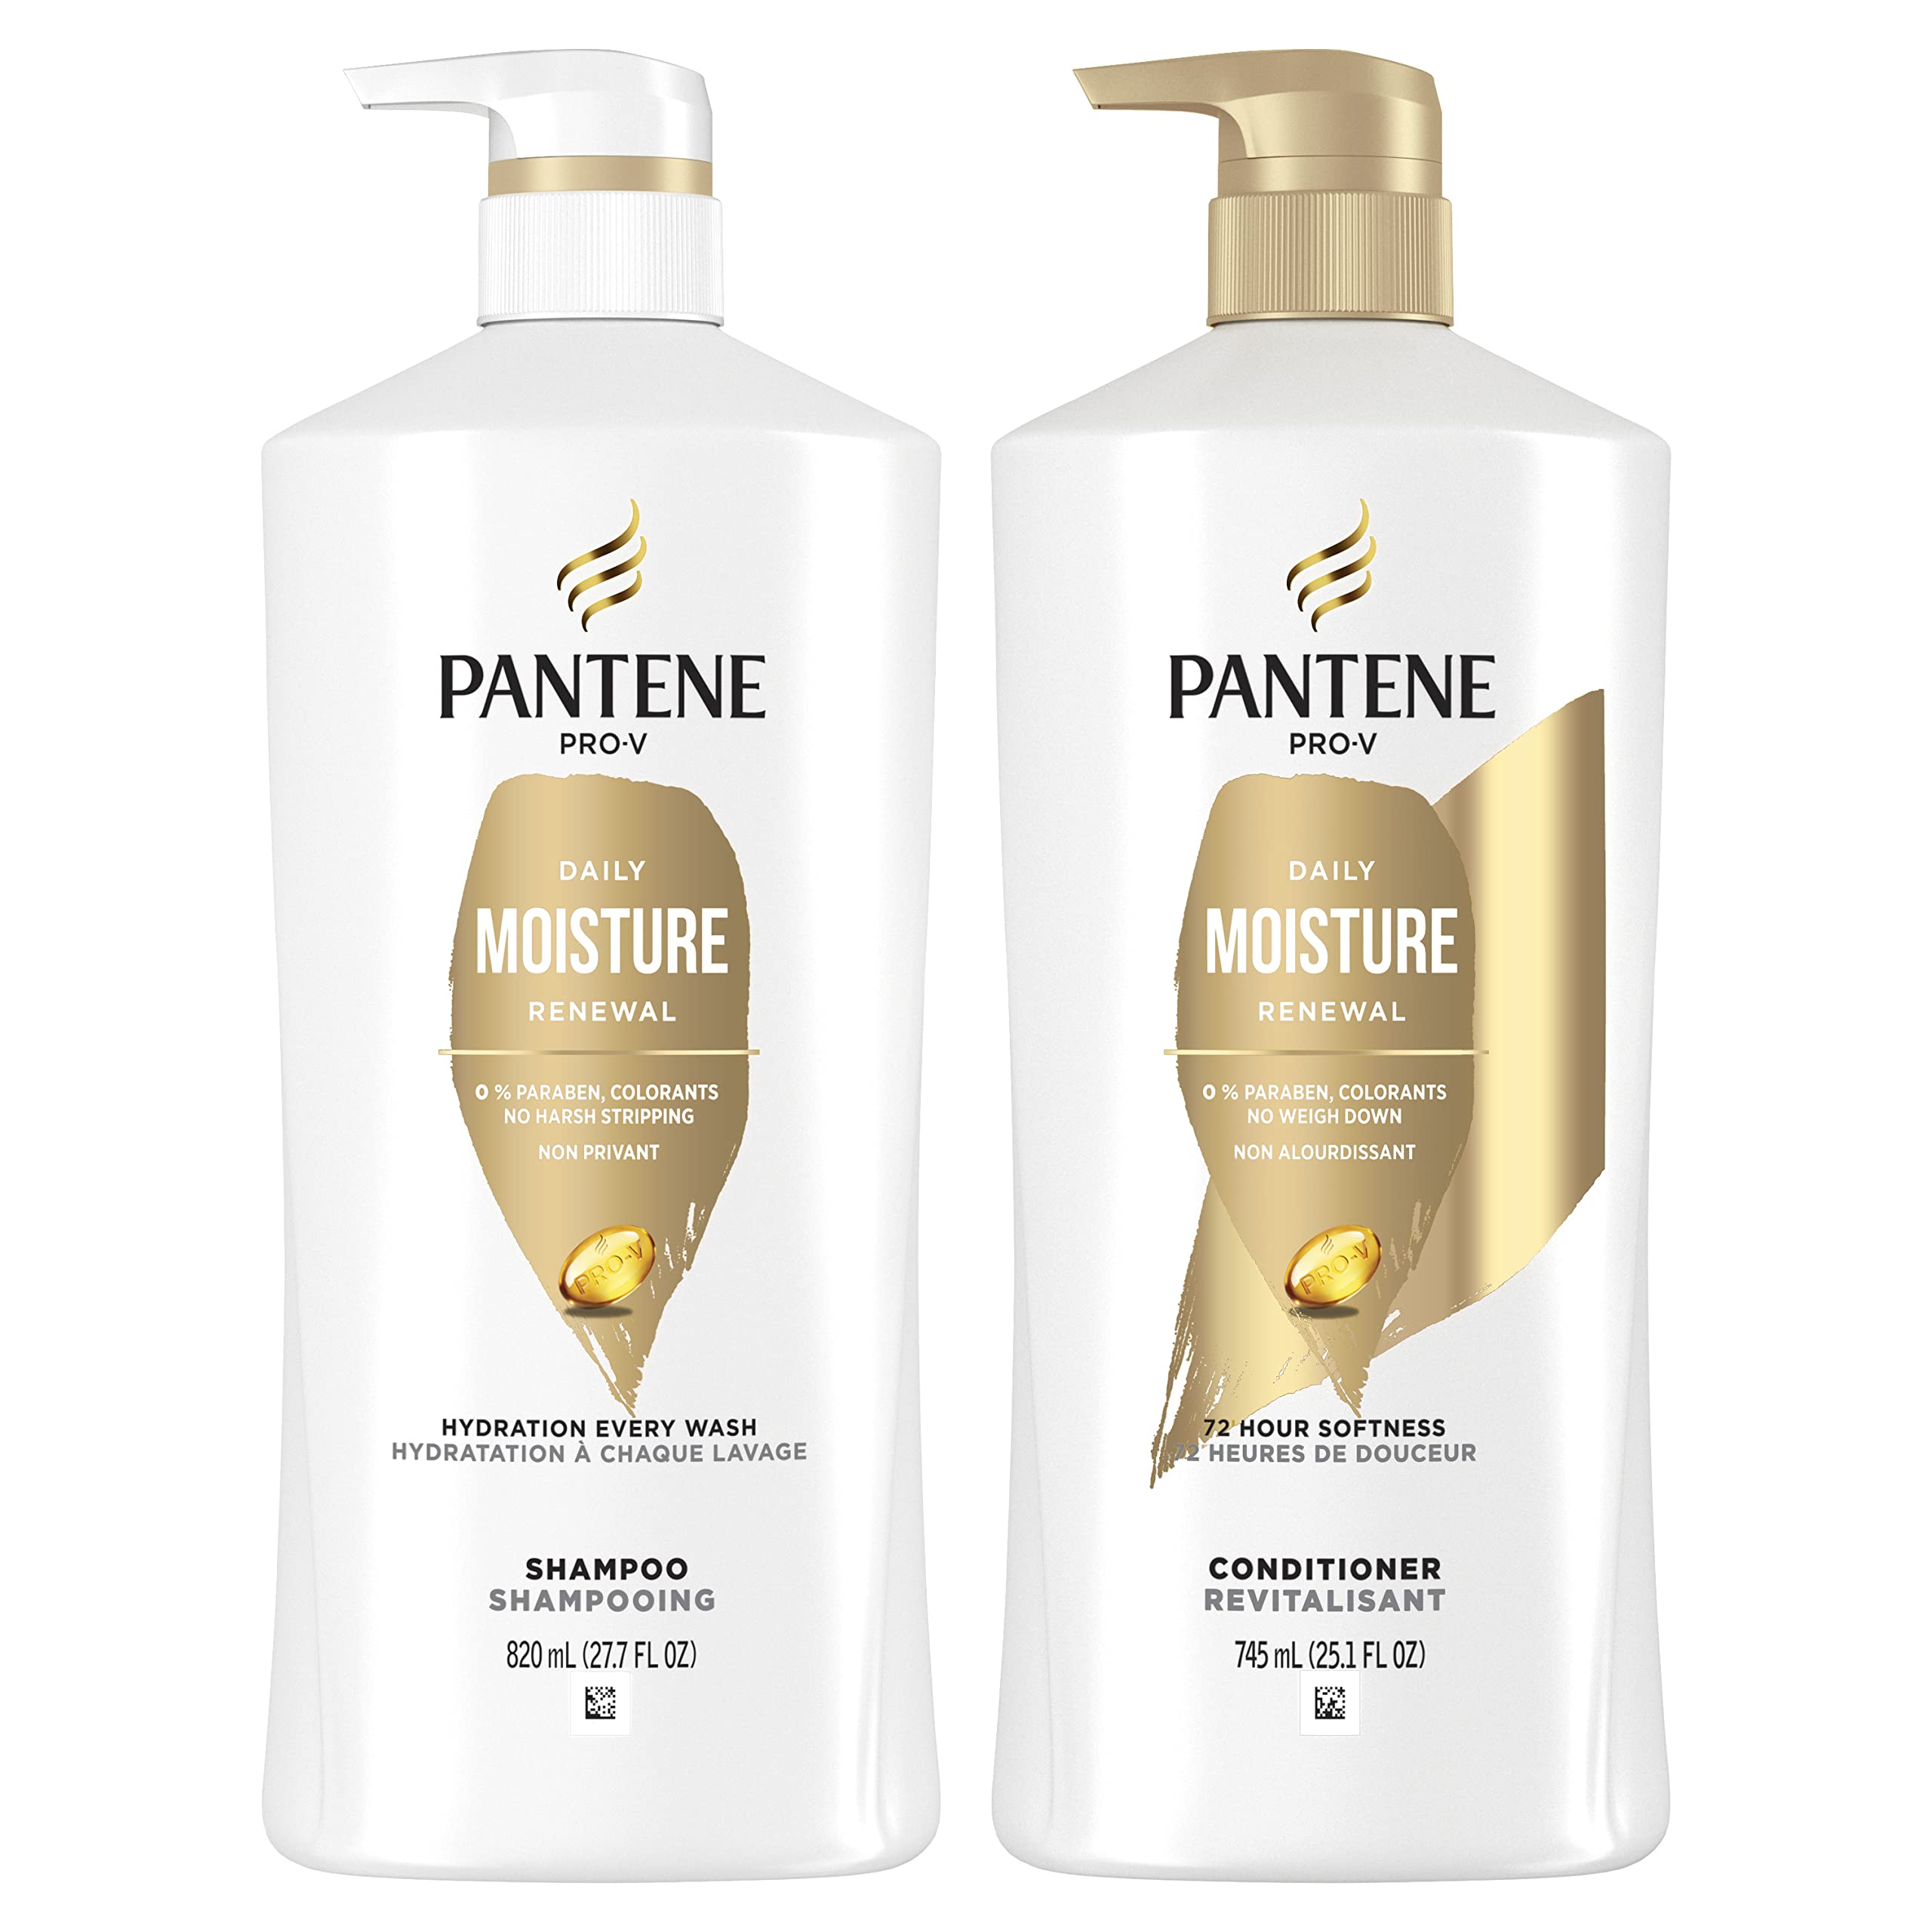 PANTENE
PRO-V
DAILY
MOISTURE
RENEWAL
0 % PARABEN, COLORANTS
NO HARSH STRIPPING
NON PRIVANT
PRO-V
HYDRATION EVERY WASH
HYDRATATION À CHAQUE LAVAGE
SHAMPOO
SHAMPOOING
820 mL (27.7 FL OZ)
PANTENE
PRO-V
DAILY
MOISTURE
RENEWAL
0 % PARABEN, COLORANTS
NO WEIGH DOWN
NON ALOURDISSANT
PRO-V
72 HOUR SOFTNESS
72 HEURES DE DOUCEUR
CONDITIONER
REVITALISANT
745 mL (25.1 FL OZ)